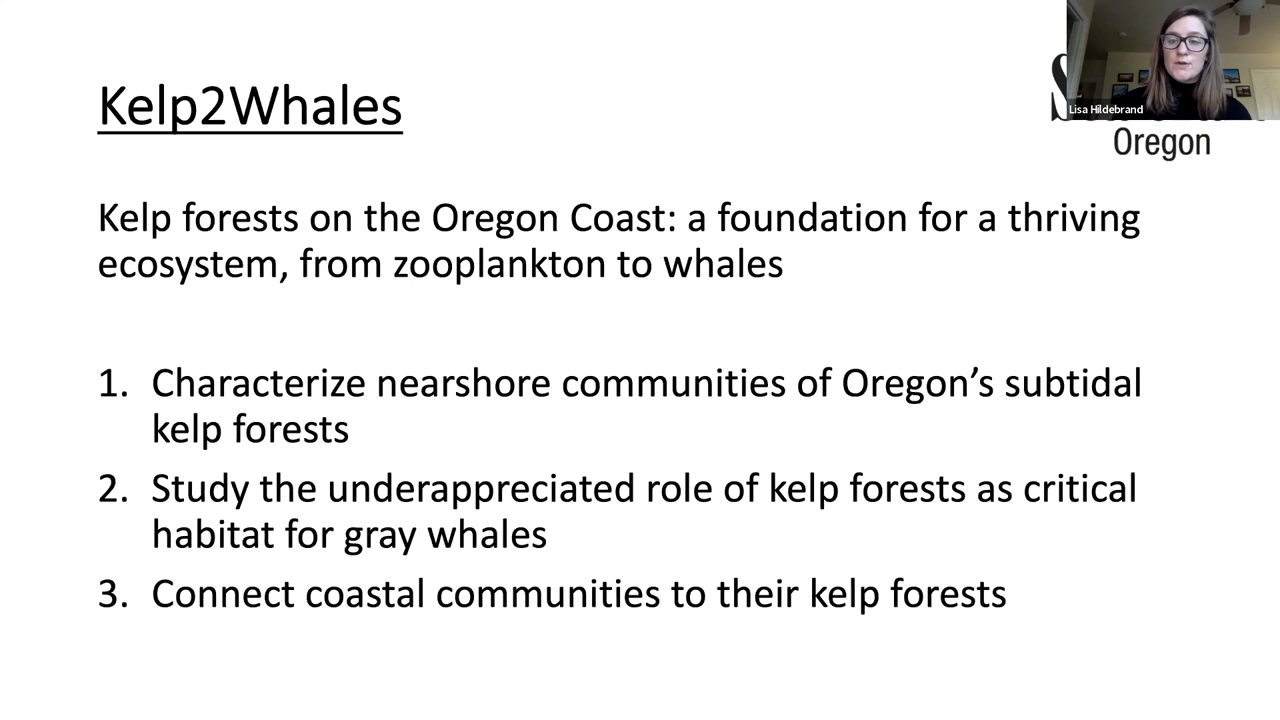 Kelp2Whales
Lisa Hildebrand
Oregon
Kelp forests on the Oregon Coast: a foundation for a thriving
ecosystem, from zooplankton to whales
1. Characterize nearshore communities of Oregon’s subtidal
kelp forests
2. Study the underappreciated role of kelp forests as critical
habitat for gray whales
3. Connect coastal communities to their kelp forests